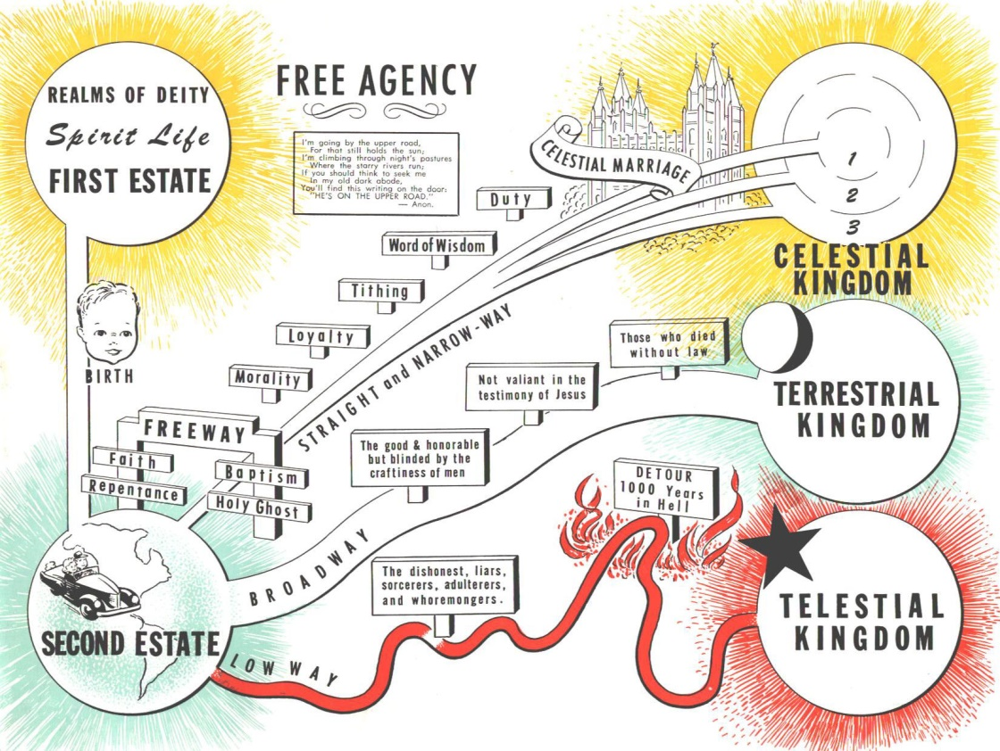 REALMS OF DEITY
Spirit Life
FIRST ESTATE
FREE AGENCY
I'm going by the upper road,
For that still holds the sun;
I'm climbing through night's pastures
Where the starry rivers run;
If you should think to seek me
In my old dark abode,
You'll find this writing on the door:
"HE'S ON THE UPPER ROAD."
— Anon.
CELESTIAL MARRIAGE
1
2
3
CELESTIAL
KINGDOM
Duty
Word of Wisdom
Tithing
Loyalty
Morality
BIRTH
STRAIGHT and NARROW-WAY
FREEWAY
Faith
Repentance
Baptism
Holy Ghost
Those who died
without law
Not valiant in the
testimony of Jesus
The good & honorable
but blinded by the
craftiness of men
TERRESTRIAL
KINGDOM
BROADWAY
DETOUR
1000 Years
in Hell
The dishonest, liars,
sorcerers, adulterers,
and whoremongers.
SECOND ESTATE
LOW WAY
TELESTIAL
KINGDOM